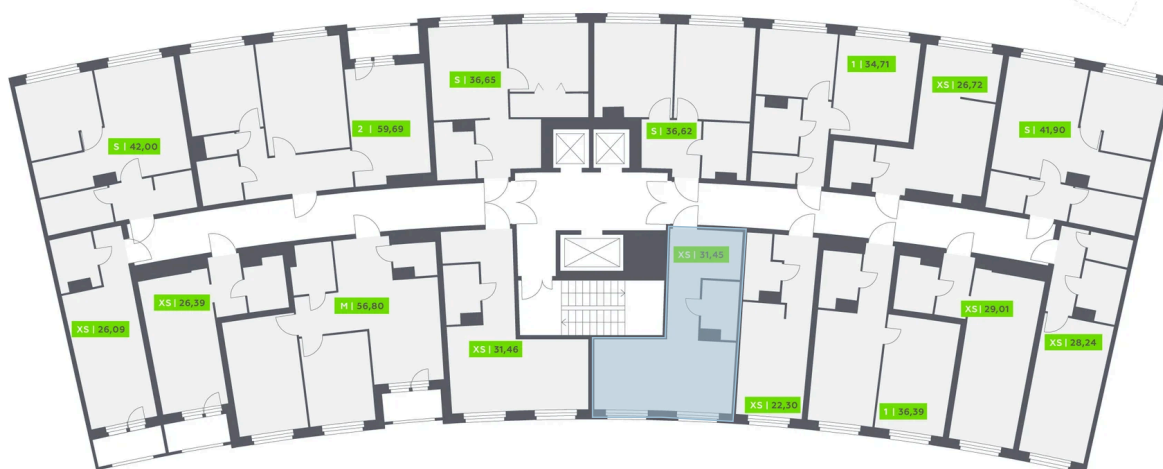 1 | 34,71
S | 36,65
XS | 26,72
2 | 59,69
S | 36,62
S | 41,90
S | 42,00
XS | 31,45
XS | 26,39
M | 56,80
XS | 29,01
XS | 26,09
XS | 31,46
XS | 28,24
XS | 22,30
1 | 36,39